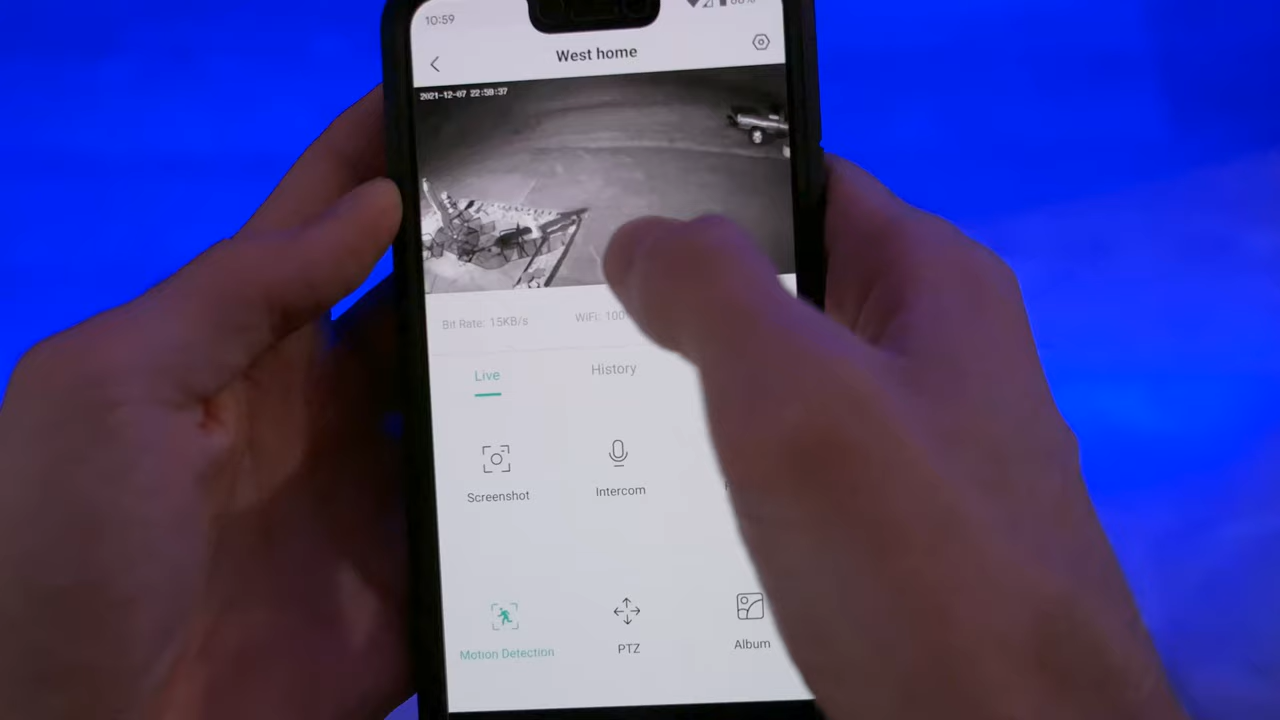 10:59
West home
2021-12-07 22:59:37
Bit Rate: 15KB/s WiFi: 100%
Live History
Screenshot Intercom
Motion Detection PTZ Album